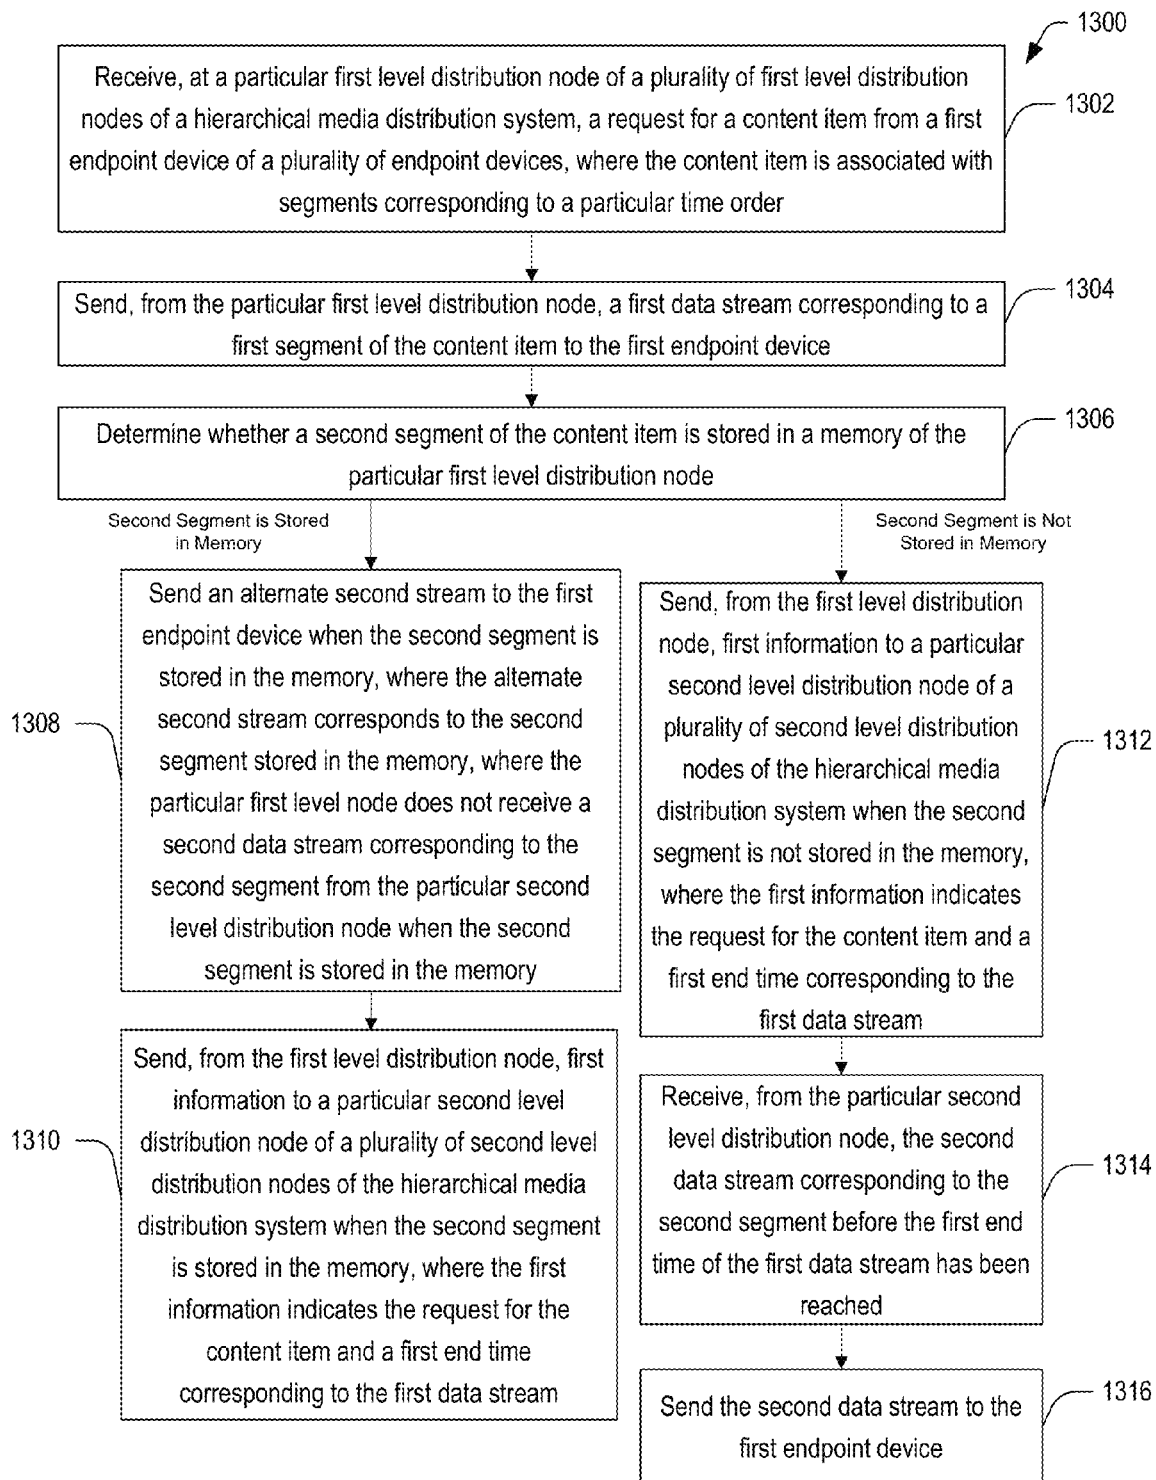 1300
Receive, at a particular first level distribution node of a plurality of first level distribution
nodes of a hierarchical media distribution system, a request for a content item from a first
endpoint device of a plurality of endpoint devices, where the content item is associated with
segments corresponding to a particular time order
1302
Send, from the particular first level distribution node, a first data stream corresponding to a
first segment of the content item to the first endpoint device
1304
Determine whether a second segment of the content item is stored in a memory of the
particular first level distribution node
1306
Second Segment is Stored
in Memory
Second Segment is Not
Stored in Memory
Send an alternate second stream to the first
endpoint device when the second segment is
stored in the memory, where the alternate
second stream corresponds to the second
segment stored in the memory, where the
particular first level node does not receive a
second data stream corresponding to the
second segment from the particular second
level distribution node when the second
segment is stored in the memory
1308
Send, from the first level distribution node, first
information to a particular second level
distribution node of a plurality of second level
distribution nodes of the hierarchical media
distribution system when the second segment
is stored in the memory, where the first
information indicates the request for the
content item and a first end time
corresponding to the first data stream
1310
Send, from the first level distribution
node, first information to a particular
second level distribution node of a
plurality of second level distribution
nodes of the hierarchical media
distribution system when the second
segment is not stored in the memory,
where the first information indicates
the request for the content item and a
first end time corresponding to the
first data stream
1312
Receive, from the particular second
level distribution node, the second
data stream corresponding to the
second segment before the first end
time of the first data stream has been
reached
1314
Send the second data stream to the
first endpoint device
1316